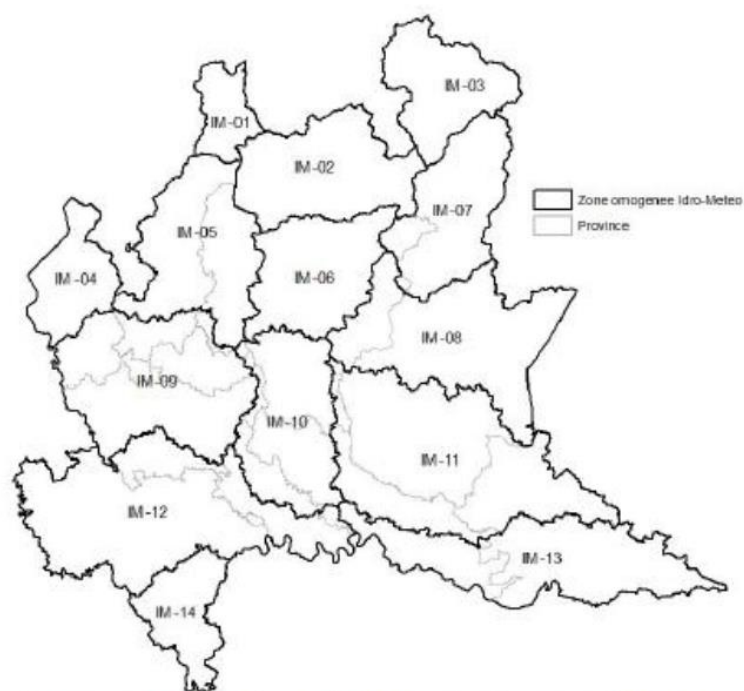 IM-03
IM-01
IM-02
Zone omogenee Idro-Meteo
IM-07
Province
IM-05
IM-04
IM-06
IM-08
IM-09
IM-10
IM-11
IM-12
IM-13
IM-14